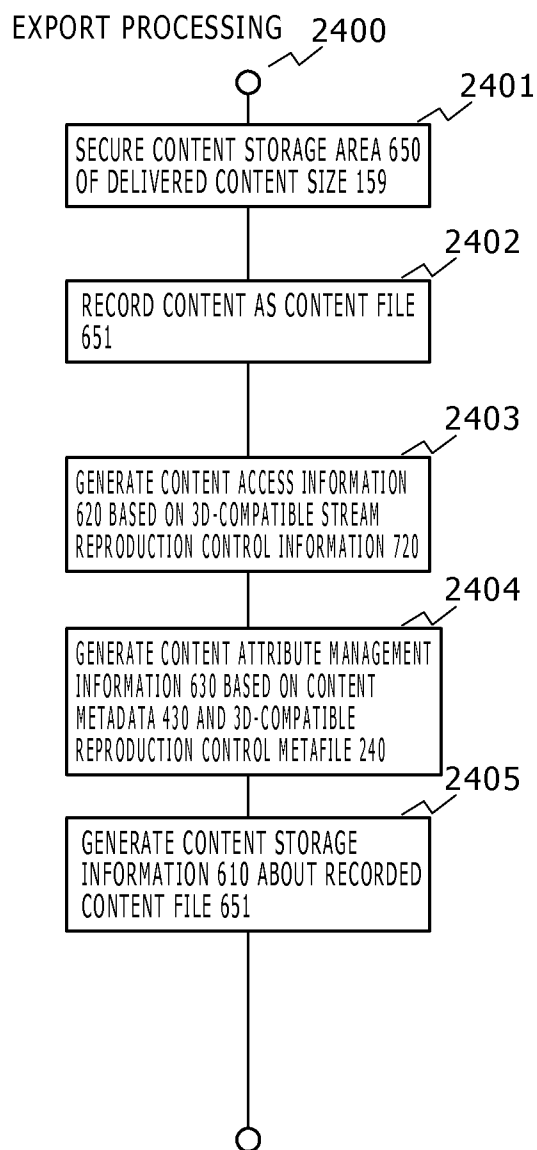 EXPORT PROCESSING
2400
2401
SECURE CONTENT STORAGE AREA 650
OF DELIVERED CONTENT SIZE 159
2402
RECORD CONTENT AS CONTENT FILE
651
2403
GENERATE CONTENT ACCESS INFORMATION
620 BASED ON 3D-COMPATIBLE STREAM
REPRODUCTION CONTROL INFORMATION 720
2404
GENERATE CONTENT ATTRIBUTE MANAGEMENT
INFORMATION 630 BASED ON CONTENT
METADATA 430 AND 3D-COMPATIBLE
REPRODUCTION CONTROL METAFILE 240
2405
GENERATE CONTENT STORAGE
INFORMATION 610 ABOUT RECORDED
CONTENT FILE 651